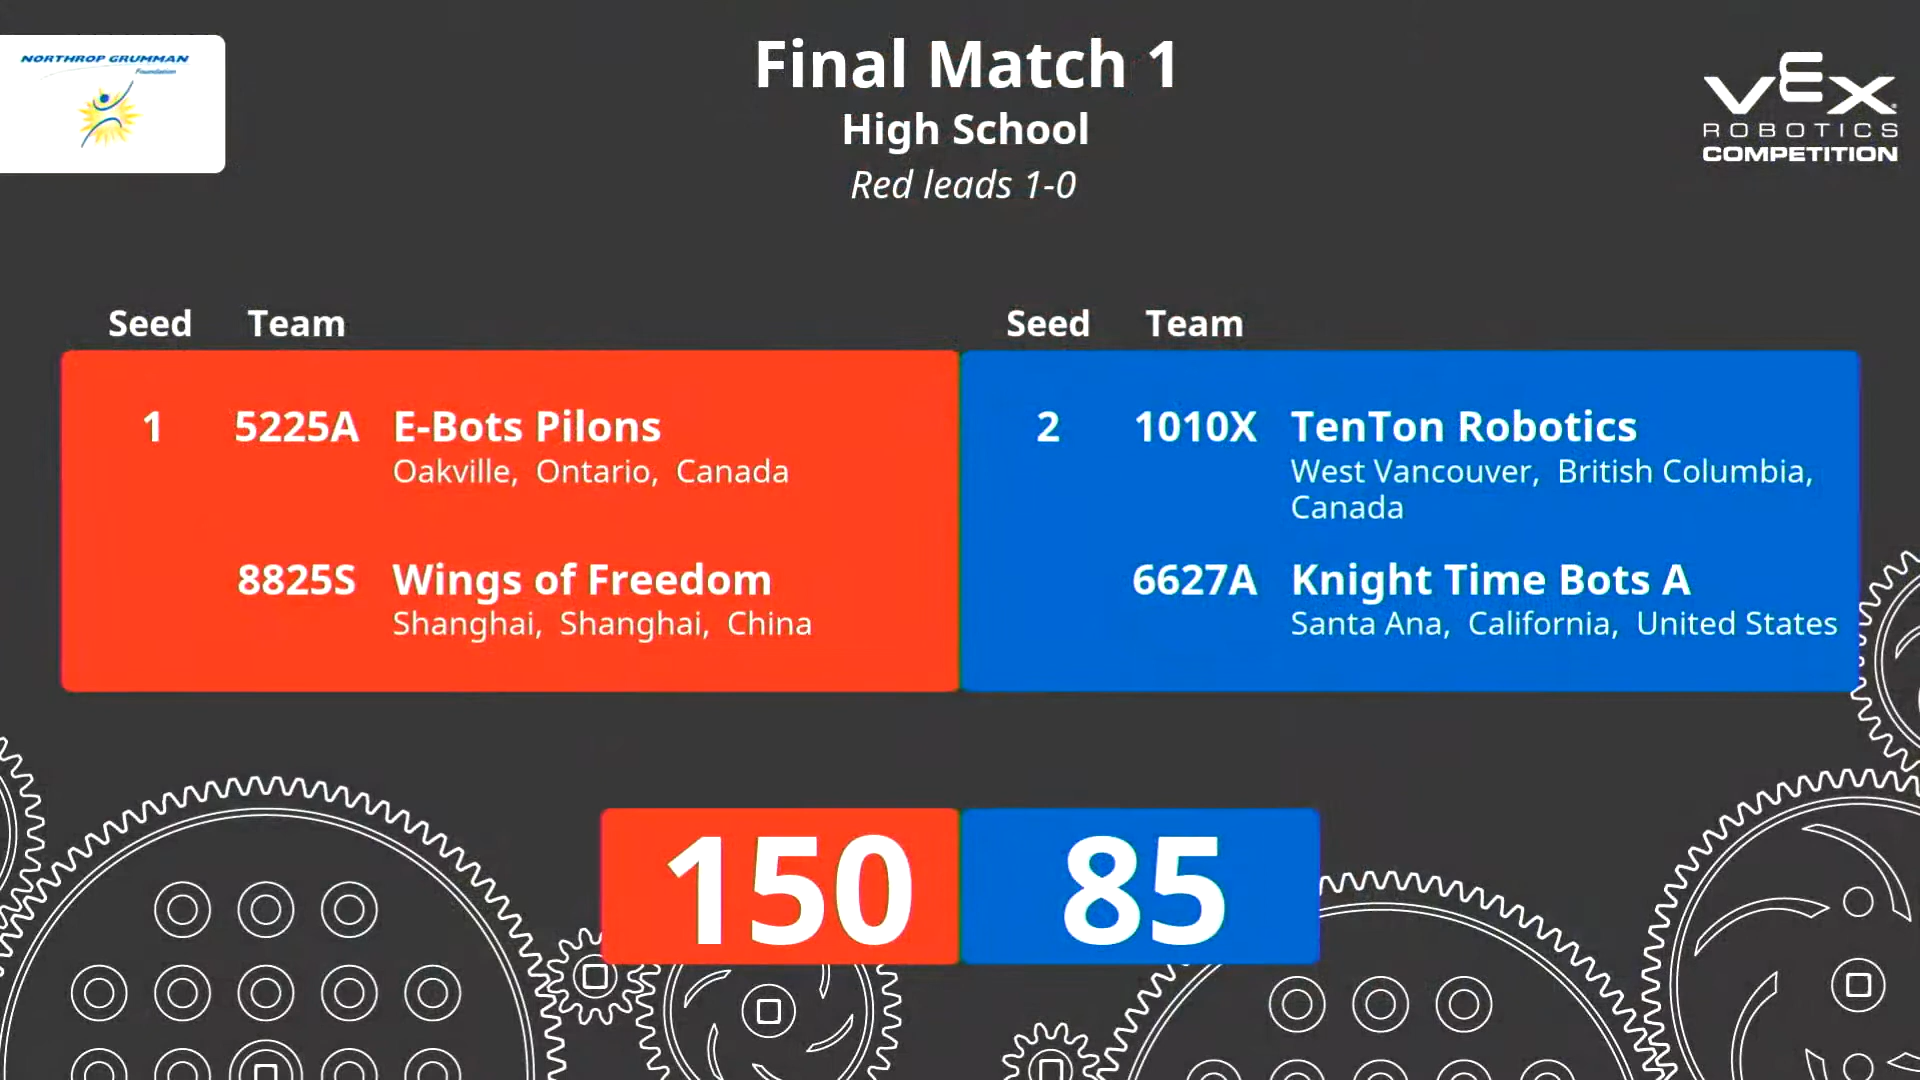 NORTHROP GRUMMAN
Foundation
Final Match 1
High School
Red leads 1-0
VEX
ROBOTICS
COMPETITION
Seed Team
1 5225A E-Bots Pilons
Oakville, Ontario, Canada
8825S Wings of Freedom
Shanghai, Shanghai, China
Seed Team
2 1010X TenTon Robotics
West Vancouver, British Columbia,
Canada
6627A Knight Time Bots A
Santa Ana, California, United States
150 85